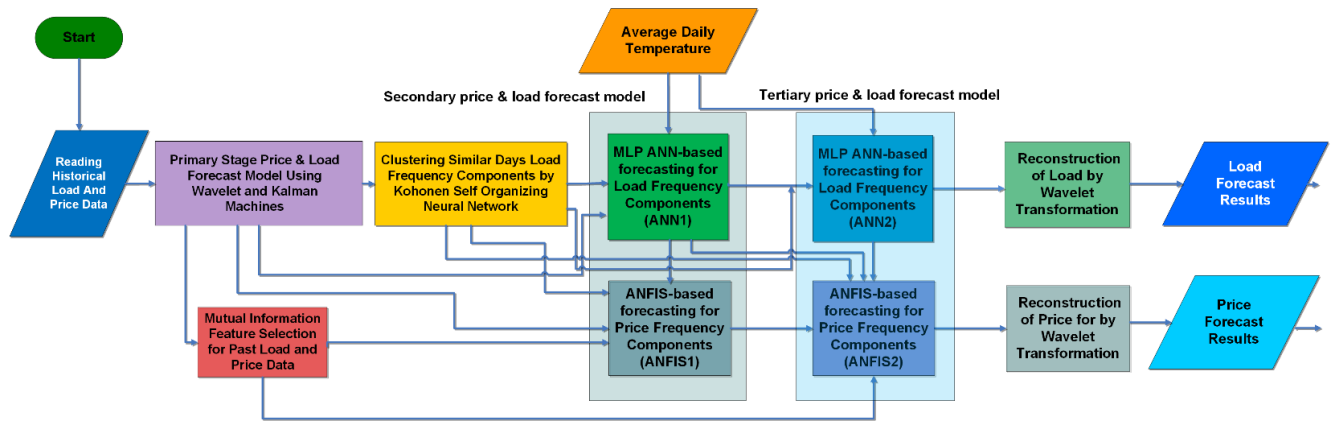 Start
Average Daily
Temperature
Secondary price & load forecast model
Tertiary price & load forecast model
Reading
Historical
Load And
Price Data
Primary Stage Price & Load
Forecast Model Using
Wavelet and Kalman
Machines
Clustering Similar Days Load
Frequency Components by
Kohonen Self Organizing
Neural Network
MLP ANN-based
forecasting for
Load Frequency
Components
(ANN1)
MLP ANN-based
forecasting for
Load Frequency
Components
(ANN2)
Reconstruction
of Load by
Wavelet
Transformation
Load
Forecast
Results
Mutual Information
Feature Selection
for Past Load and
Price Data
ANFIS-based
forecasting for
Price Frequency
Components
(ANFIS1)
ANFIS-based
forecasting for
Price Frequency
Components
(ANFIS2)
Reconstruction
of Price for by
Wavelet
Transformation
Price
Forecast
Results